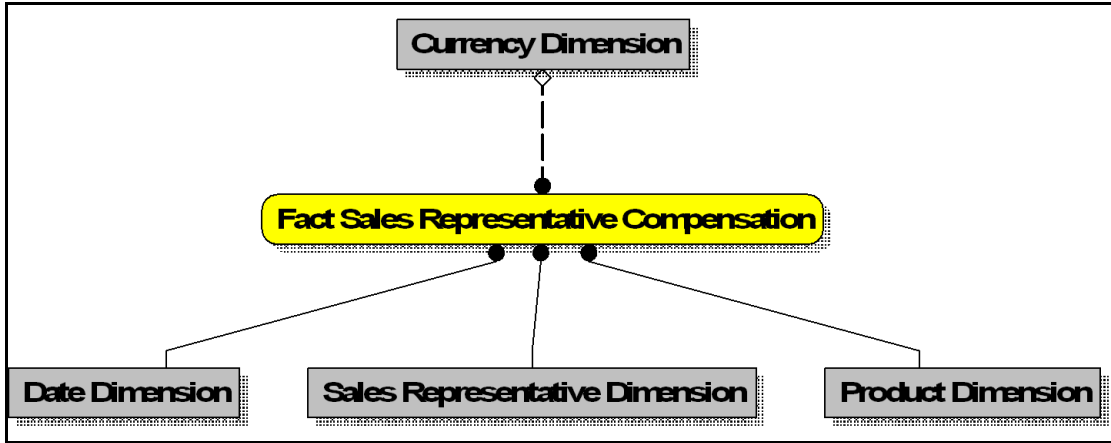 Currency Dimension
Fact Sales Representative Compensation
Date Dimension
Sales Representative Dimension
Product Dimension